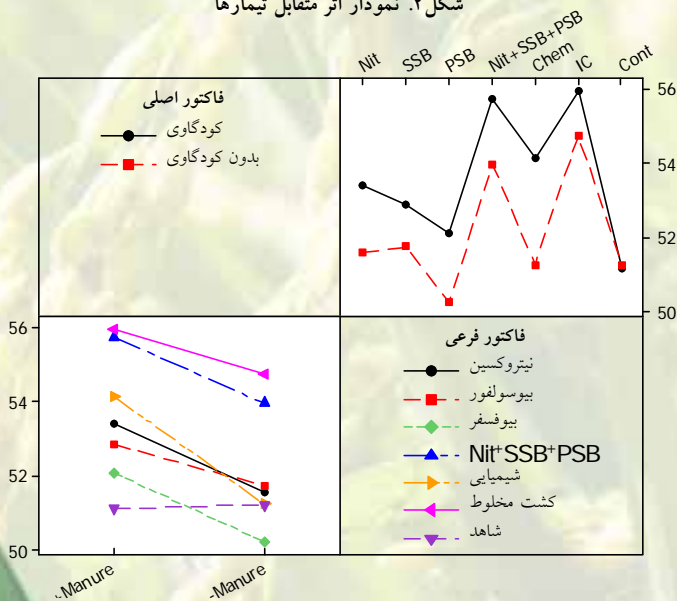 شکل۲. نمودار اثر متقابل تیمارها
Nit SSB PSB Nit+SSB+PSB Chem IC Cont
فاکتور اصلی
کودگاوی
بدون کودگاوی
56
54
52
50
56
54
52
50
فاکتور فرعی
نیتروکسین
بیوسولفور
بیوفسفر
Nit+SSB+PSB
شیمیایی
کشت مخلوط
شاهد
+Manure -Manure